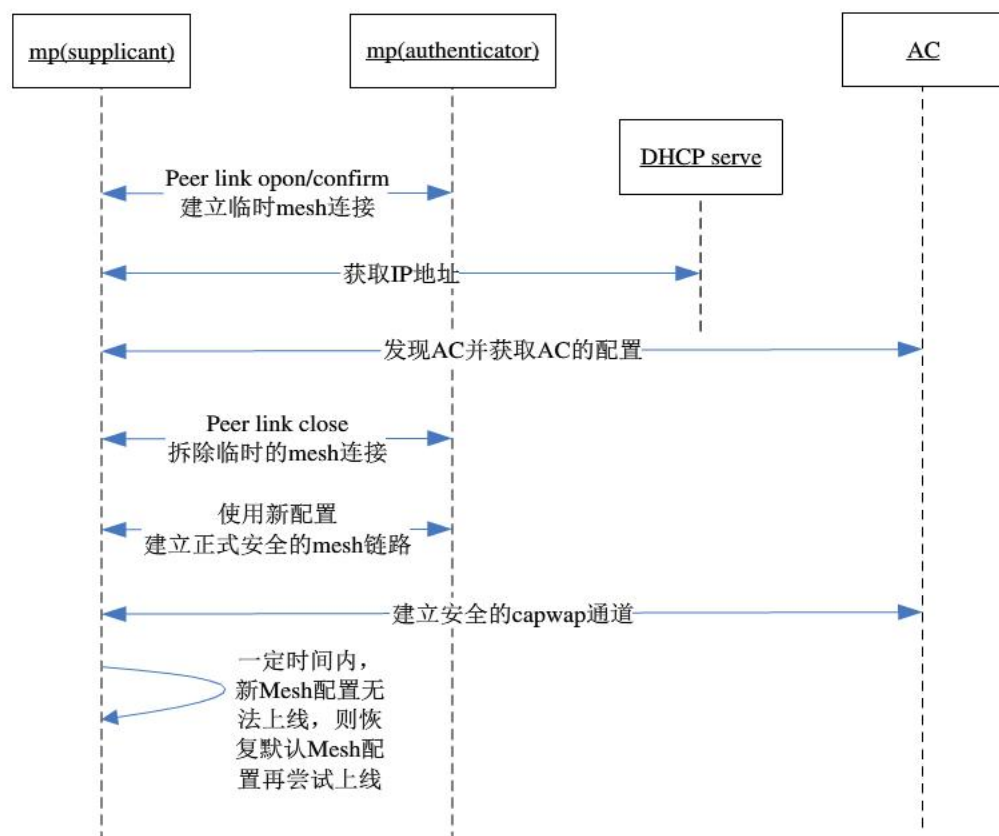 mp(supplicant)
mp(authenticator)
AC
DHCP serve
Peer link opon/confirm
建立临时mesh连接
获取IP地址
发现AC并获取AC的配置
Peer link close
拆除临时的mesh连接
使用新配置
建立正式安全的mesh链路
建立安全的capwap通道
一定时间内，
新Mesh配置无
法上线，则恢
复默认Mesh配
置再尝试上线